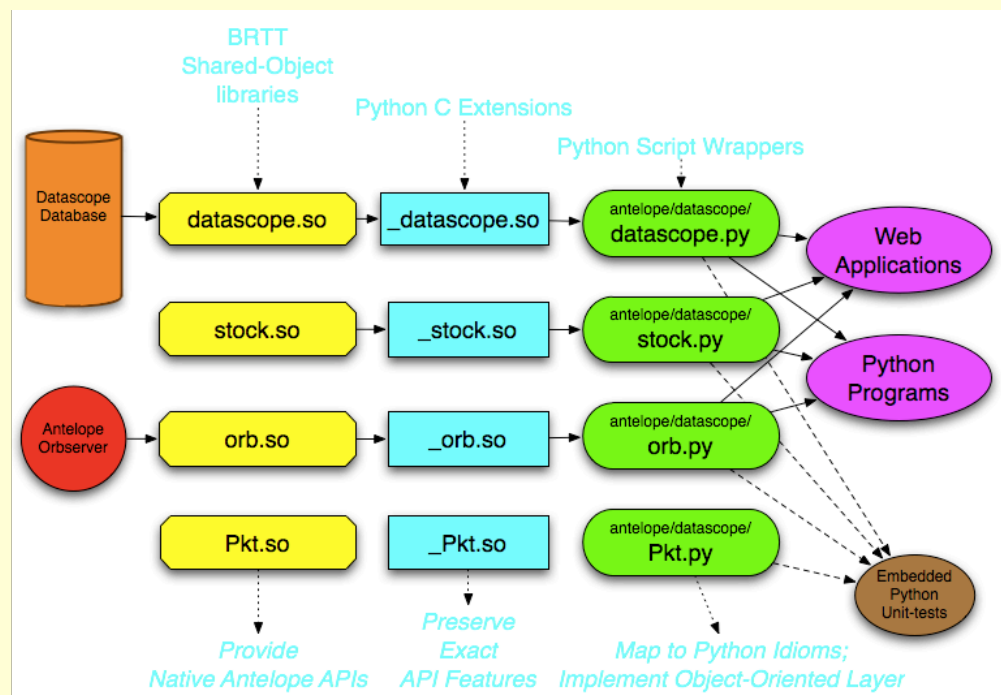 BRTT
Shared-Object
libraries
Python C Extensions
Python Script Wrappers
Datascope
Database
datascope.so
_datascope.so
antelope/datascope/
datascope.py
Web
Applications
stock.so
_stock.so
antelope/datascope/
stock.py
Python
Programs
Antelope
Orbserver
orb.so
_orb.so
antelope/datascope/
orb.py
Pkt.so
_Pkt.so
antelope/datascope/
Pkt.py
Embedded
Python
Unit-tests
Provide
Native Antelope APIs
Preserve
Exact
API Features
Map to Python Idioms;
Implement Object-Oriented Layer